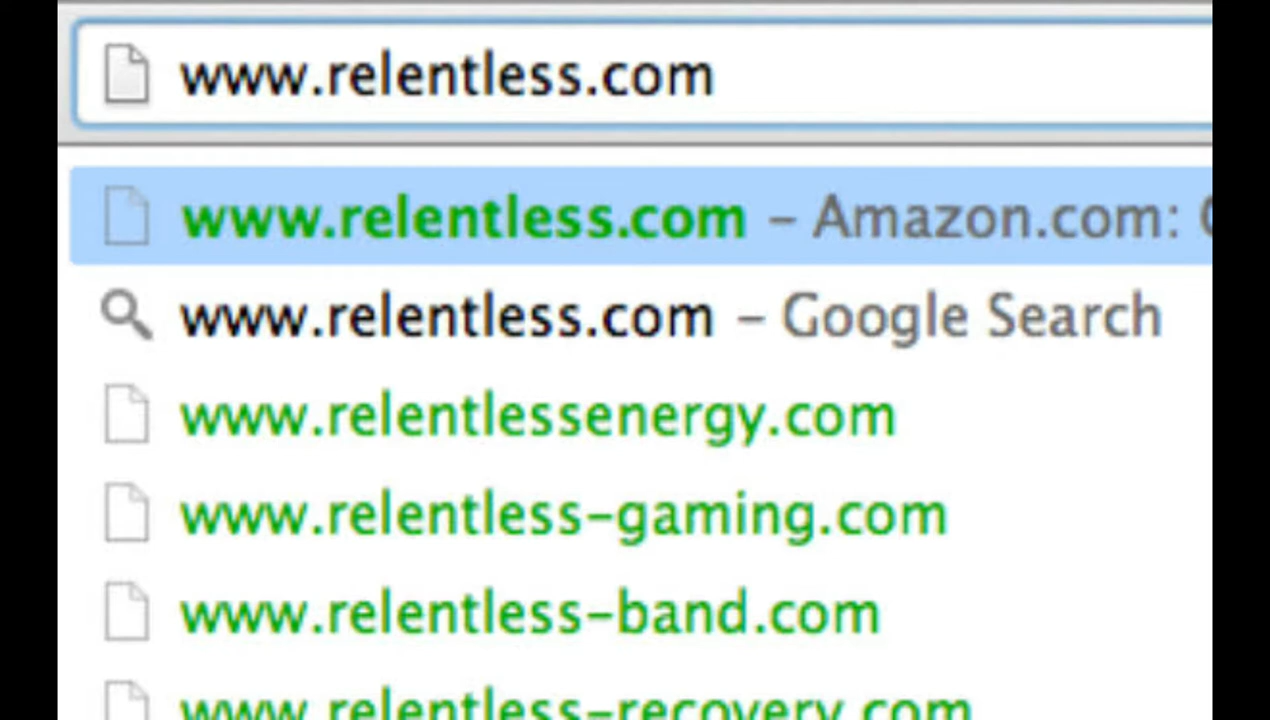 www.relentless.com
www.relentless.com – Amazon.com:
www.relentless.com – Google Search
www.relentlessenergy.com
www.relentless-gaming.com
www.relentless-band.com
www.relentless-recovery.com